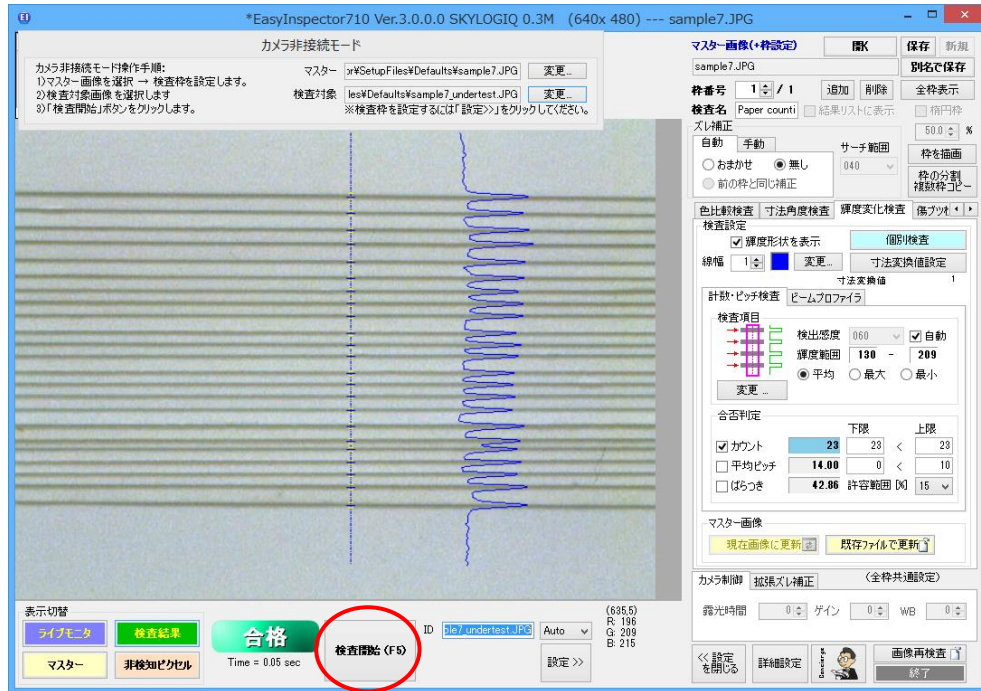 *EasyInspector710 Ver.3.0.0.0 SKYLOGIQ 0.3M (640x 480) --- sample7.JPG
カメラ非接続モード
カメラ非接続モード操作手順:
1)マスター画像を選択 → 検査枠を設定します。
2)検査対象画像を選択します
3)「検査開始」ボタンをクリックします。
マスター :r¥SetupFiles¥Defaults¥sample7.JPG 変更...
検査対象 les¥Defaults¥sample7_undertest.JPG 変更...
※検査枠を設定するには「設定>>」をクリックしてください。
マスター画像(+枠設定) 開く 保存 新規
sample7.JPG 別名で保存
枠番号 1 / 1 追加 削除 全枠表示
検査名 Paper counti 結果リストに表示 楕円枠
ズレ補正 50.0 %
自動 手動 サーチ範囲 枠を描画
おまかせ 無し 040
前の枠と同じ補正 枠の分割
複数枠コピー
色比較検査 寸法角度検査 輝度変化検査 傷ブツ
検査設定
輝度形状を表示 個別検査
線幅 1 変更... 寸法変換値設定
寸法変換値 1
計数・ピッチ検査 ビームプロファイラ
検査項目
検出感度 060 自動
輝度範囲 130 - 209
平均 最大 最小
変更 ...
合否判定
下限 上限
カウント 23 23 < 23
平均ピッチ 14.00 0 < 10
ばらつき 42.86 許容範囲 [%] 15
マスター画像
現在画像に更新 既存ファイルで更新
カメラ制御 拡張ズレ補正 (全枠共通設定)
露光時間 0 ゲイン 0 WB 0
<< 設定
を閉じる 詳細設定 Concierge 画像再検査
終了
表示切替
ライブモニタ 検査結果
マスター 非検知ピクセル
合格
Time = 0.05 sec
検査開始 (F5)
ID ple7_undertest.JPG Auto
設定 >>
(635,5)
R: 196
G: 209
B: 215